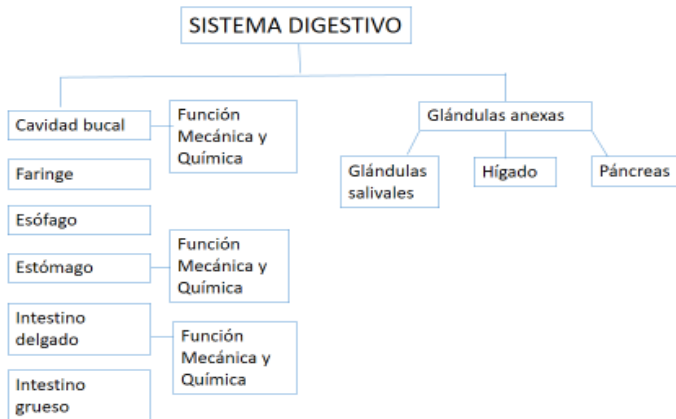 SISTEMA DIGESTIVO
Cavidad bucal
Función
Mecánica y
Química
Faringe
Esófago
Estómago
Función
Mecánica y
Química
Intestino
delgado
Función
Mecánica y
Química
Intestino
grueso
Glándulas anexas
Glándulas
salivales
Hígado
Páncreas